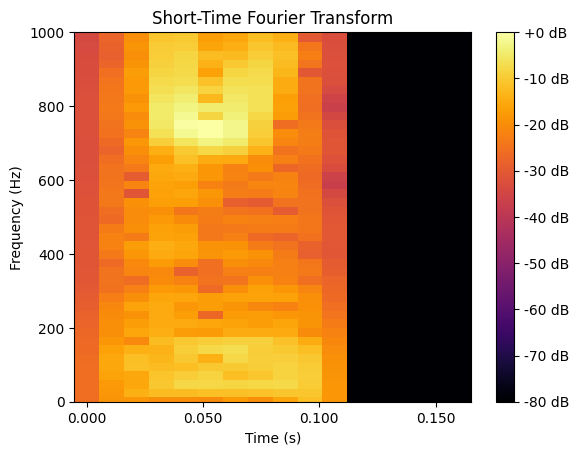 Short-Time Fourier Transform
1000
800
600
400
200
0
Frequency (Hz)
0.000
0.050
0.100
0.150
Time (s)
+0 dB
-10 dB
-20 dB
-30 dB
-40 dB
-50 dB
-60 dB
-70 dB
-80 dB